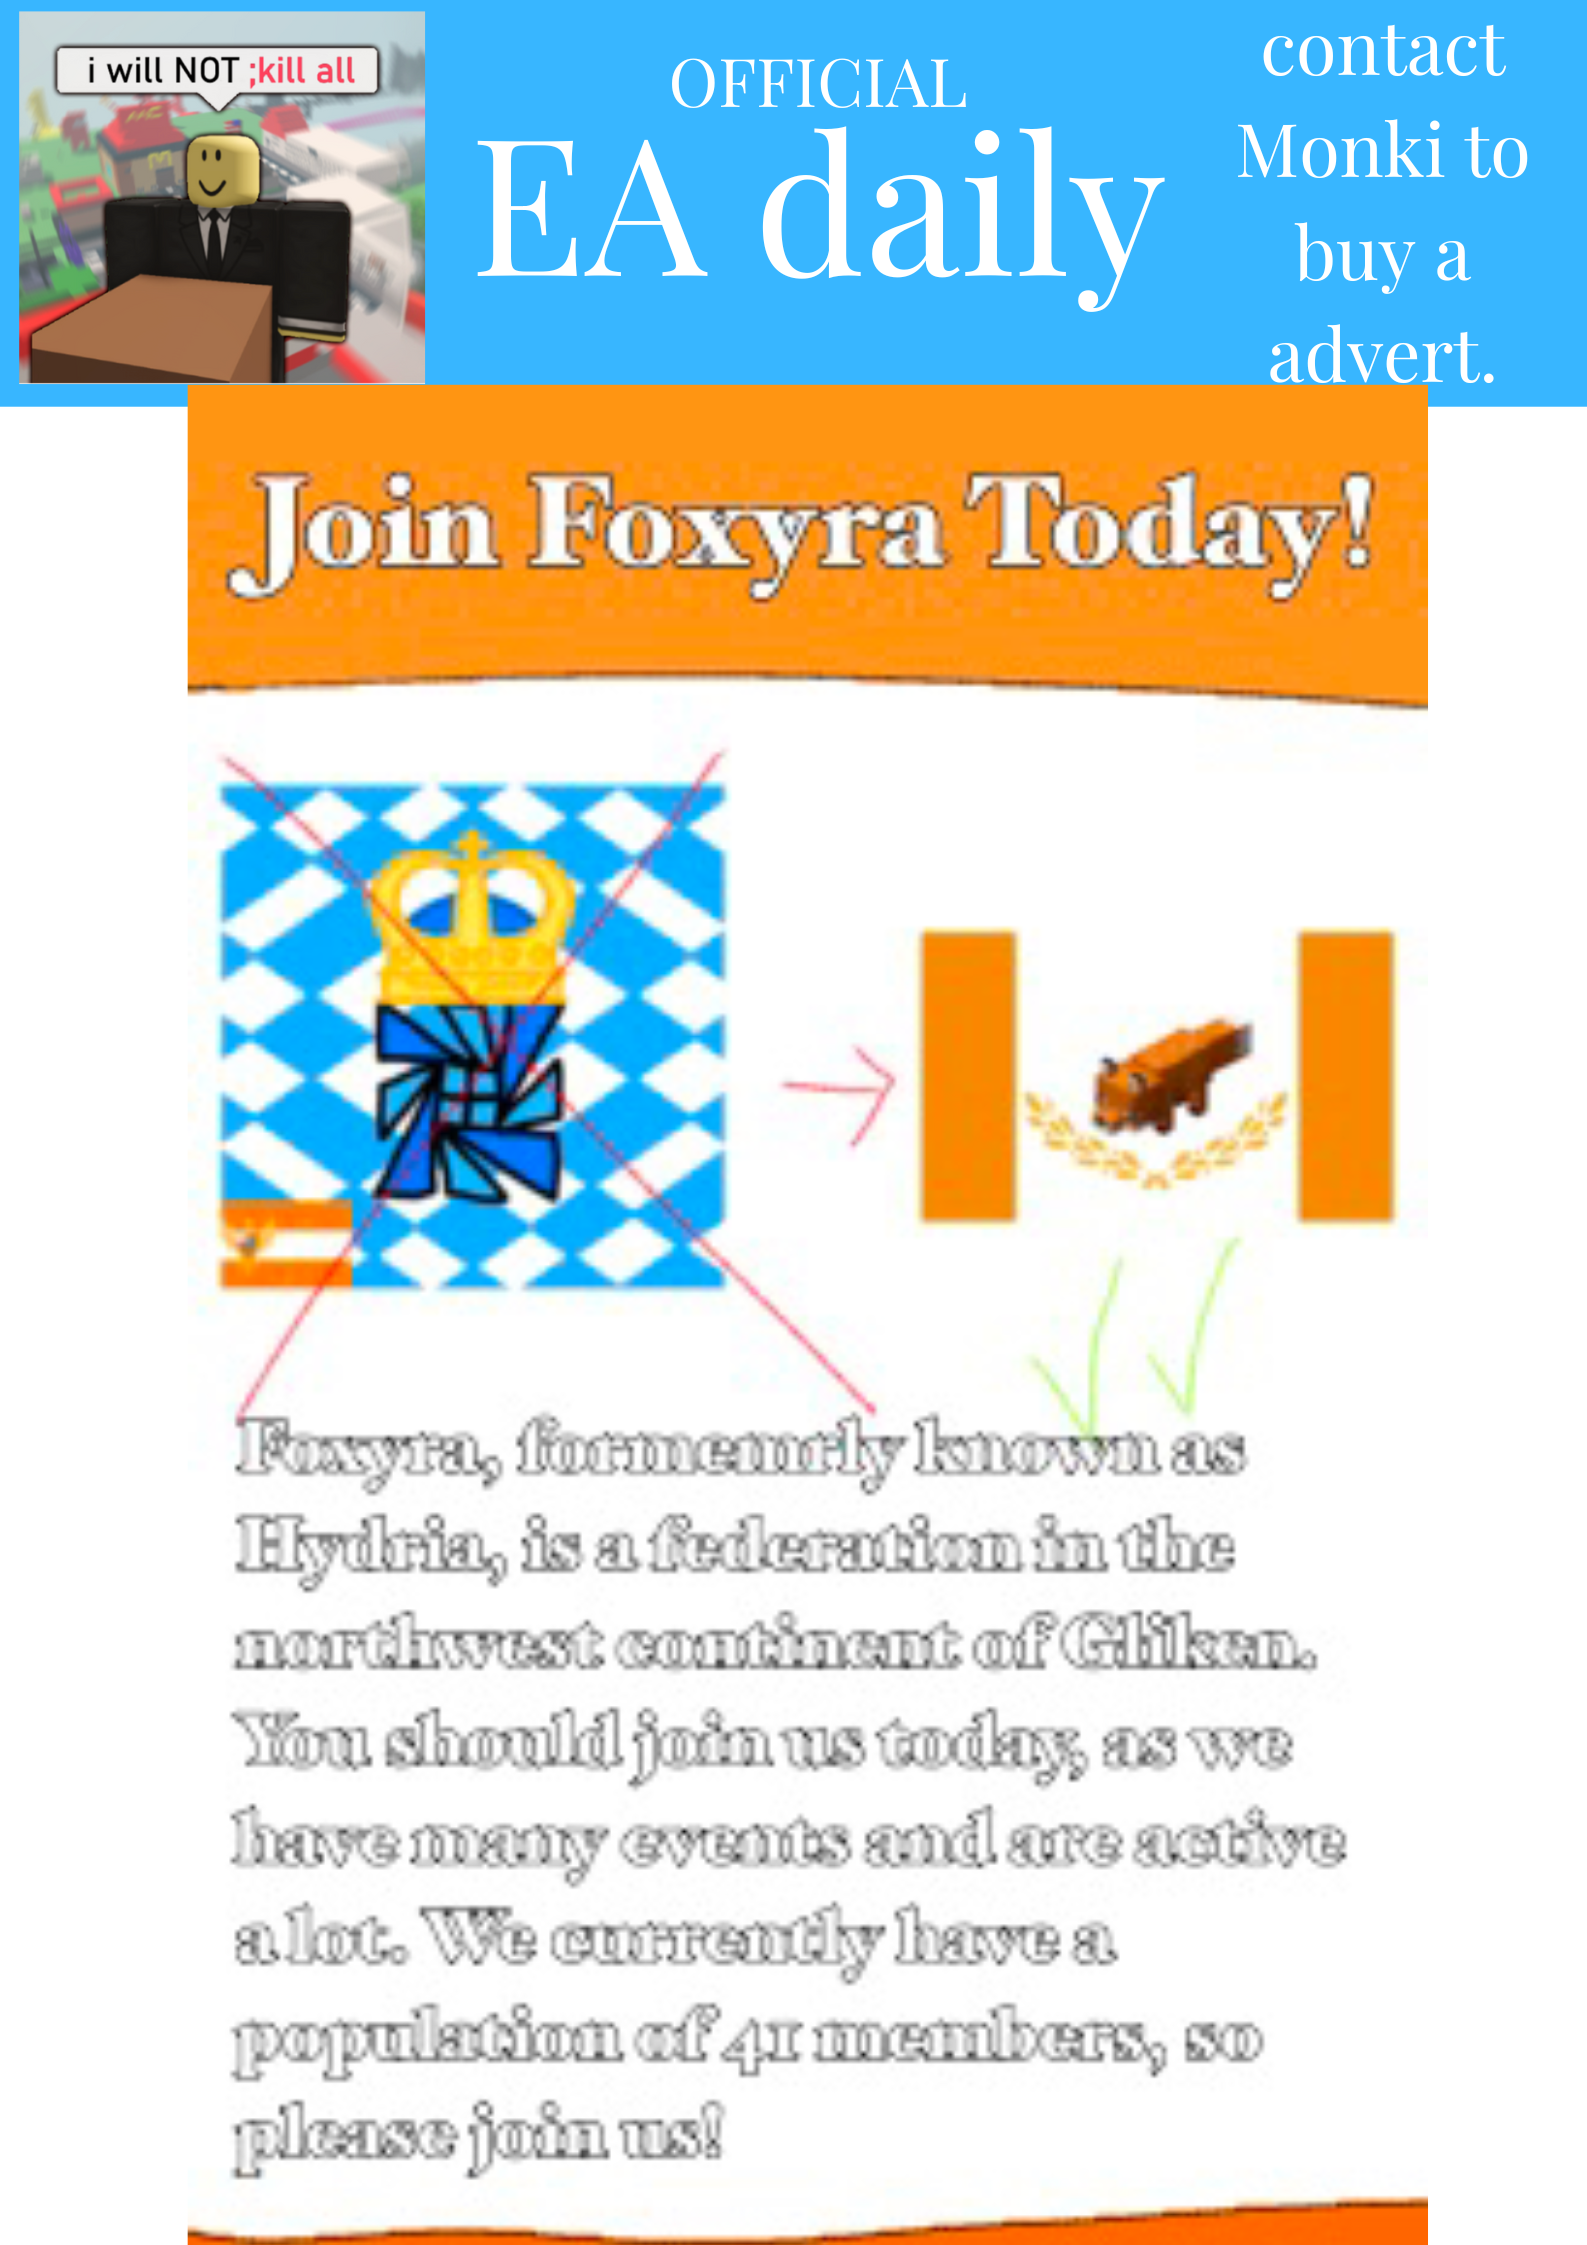 i will NOT ;kill all
OFFICIAL
EA daily
contact
Monki to
buy a
advert.
Join Foxyra Today!
Foxyra, formemrly known as
Hydria, is a federation in the
northwest continent of Gliken.
You should join us today, as we
have many events and are active
a lot. We currently have a
population of 41 members, so
please join us!